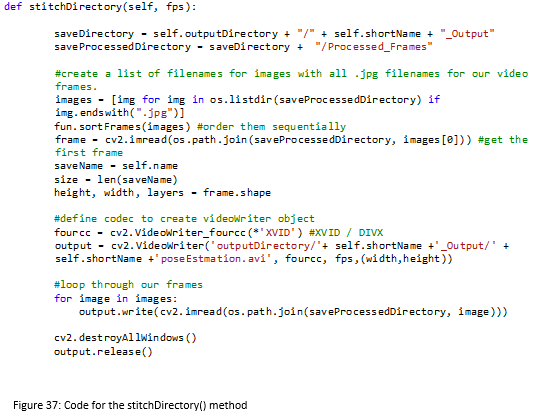 def stitchDirectory(self, fps):
saveDirectory = self.outputDirectory + "/" + self.shortName + "_Output"
saveProcessedDirectory = saveDirectory + "/Processed_Frames"
#create a list of filenames for images with all .jpg filenames for our video
frames.
images = [img for img in os.listdir(saveProcessedDirectory) if
img.endswith(".jpg")]
fun.sortFrames(images) #order them sequentially
frame = cv2.imread(os.path.join(saveProcessedDirectory, images[0])) #get the
first frame
saveName = self.name
size = len(saveName)
height, width, layers = frame.shape
#define codec to create videoWriter object
fourcc = cv2.VideoWriter_fourcc(*'XVID') #XVID / DIVX
output = cv2.VideoWriter('outputDirectory/'+ self.shortName +'_Output/' +
self.shortName +'poseEstmation.avi', fourcc, fps,(width,height))
#loop through our frames
for image in images:
output.write(cv2.imread(os.path.join(saveProcessedDirectory, image)))
cv2.destroyAllWindows()
output.release()
Figure 37: Code for the stitchDirectory() method